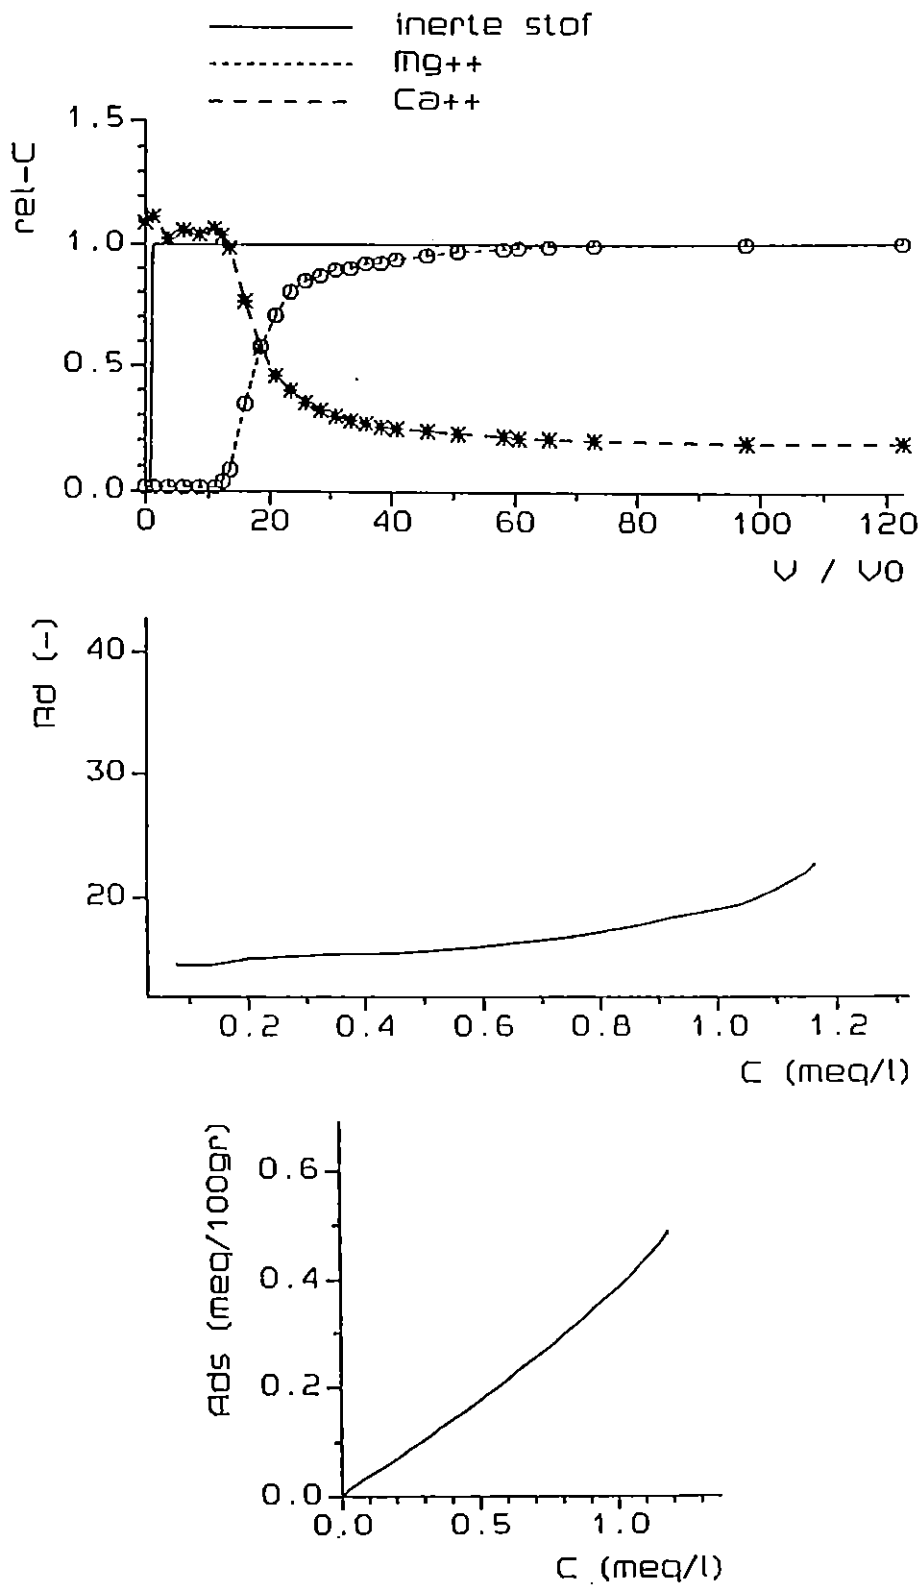 inerte stof
Mg++
Ca++
rel-C
1.5
1.0
0.5
0.0
0 20 40 60 80 100 120
V / V0
Rd (-)
40
30
20
0.2 0.4 0.6 0.8 1.0 1.2
C (meq/l)
Ads (meq/100gr)
0.6
0.4
0.2
0.0
0.0 0.5 1.0
C (meq/l)